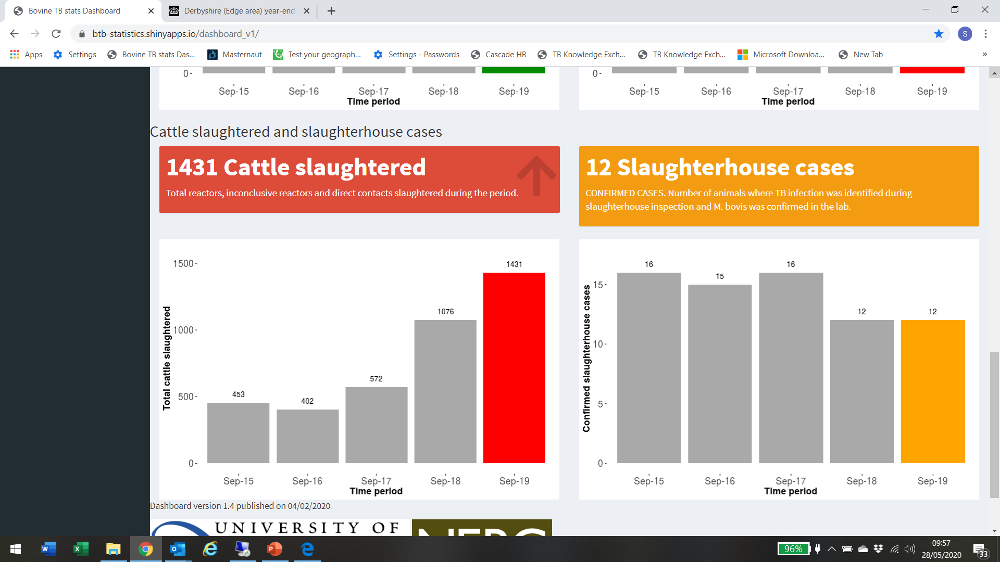 Bovine TB stats Dashboard
Derbyshire (Edge area) year-end
btb-statistics.shinyapps.io/dashboard_v1/
S
Apps
Settings
Bovine TB stats Das...
Masternaut
Test your geograph...
Settings - Passwords
Cascade HR
TB Knowledge Exch...
TB Knowledge Exch...
Microsoft Downloa...
New Tab
»
0
Sep-15
Sep-16
Sep-17
Sep-18
Sep-19
Time period
0
Sep-15
Sep-16
Sep-17
Sep-18
Sep-19
Time period
Cattle slaughtered and slaughterhouse cases
1431 Cattle slaughtered
Total reactors, inconclusive reactors and direct contacts slaughtered during the period.
12 Slaughterhouse cases
CONFIRMED CASES. Number of animals where TB infection was identified during
slaughterhouse inspection and M. bovis was confirmed in the lab.
Total cattle slaughtered
1500
1000
500
0
453
402
572
1076
1431
Sep-15
Sep-16
Sep-17
Sep-18
Sep-19
Time period
Confirmed slaughterhouse cases
15
10
5
0
16
15
16
12
12
Sep-15
Sep-16
Sep-17
Sep-18
Sep-19
Time period
Dashboard version 1.4 published on 04/02/2020
UNIVERSITY OF
NERC
96%
09:57
28/05/2020
33